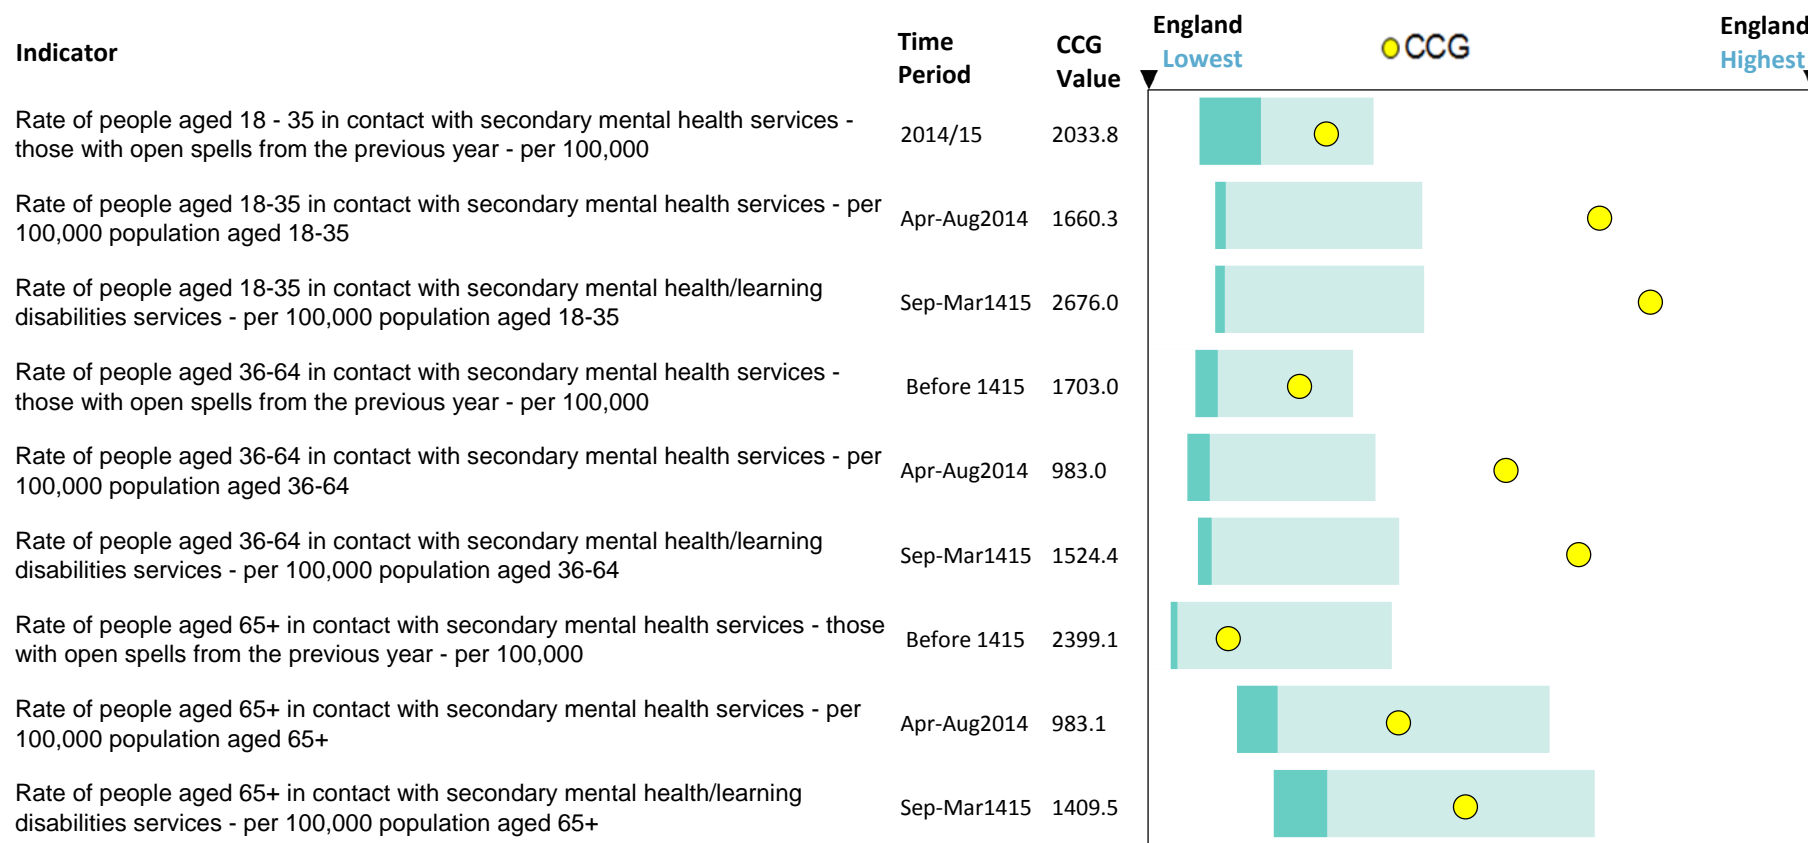 Indicator
Time
Period
CCG
Value
England
Lowest
CCG
England
Highest
Rate of people aged 18 - 35 in contact with secondary mental health services -
those with open spells from the previous year - per 100,000
2014/15
2033.8
Rate of people aged 18-35 in contact with secondary mental health services - per
100,000 population aged 18-35
Apr-Aug2014
1660.3
Rate of people aged 18-35 in contact with secondary mental health/learning
disabilities services - per 100,000 population aged 18-35
Sep-Mar1415
2676.0
Rate of people aged 36-64 in contact with secondary mental health services -
those with open spells from the previous year - per 100,000
Before 1415
1703.0
Rate of people aged 36-64 in contact with secondary mental health services - per
100,000 population aged 36-64
Apr-Aug2014
983.0
Rate of people aged 36-64 in contact with secondary mental health/learning
disabilities services - per 100,000 population aged 36-64
Sep-Mar1415
1524.4
Rate of people aged 65+ in contact with secondary mental health services - those
with open spells from the previous year - per 100,000
Before 1415
2399.1
Rate of people aged 65+ in contact with secondary mental health services - per
100,000 population aged 65+
Apr-Aug2014
983.1
Rate of people aged 65+ in contact with secondary mental health/learning
disabilities services - per 100,000 population aged 65+
Sep-Mar1415
1409.5